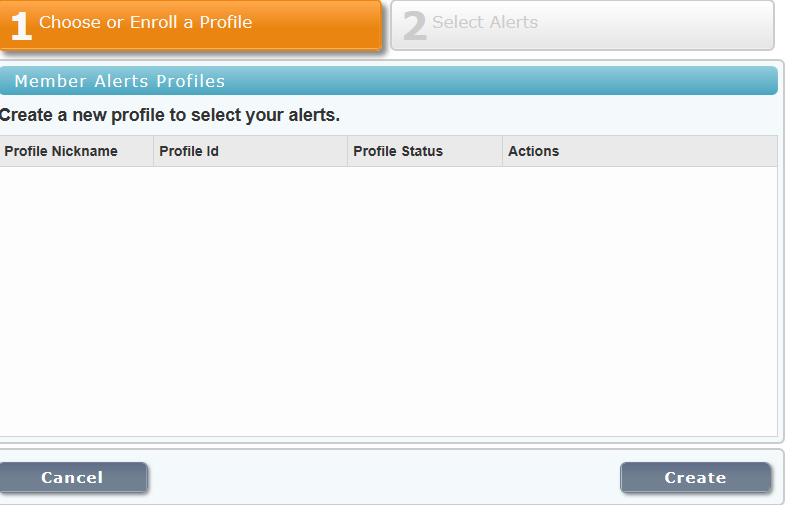 1 Choose or Enroll a Profile
2 Select Alerts
Member Alerts Profiles
Create a new profile to select your alerts.
Profile Nickname Profile Id Profile Status Actions
Cancel Create